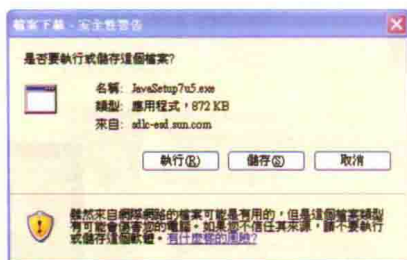 檔案下載 - 安全性警告
是否要執行或儲存這個檔案?
名稱: JavaSetup7u5.exe
類型: 應用程式，872 KB
來自: sdlc-esd.sun.com
執行(R) 儲存(S) 取消
雖然來自網際網路的檔案可能是有用的，但是這個檔案類型
有可能會傷害您的電腦。如果您不信任其來源，請不要執行
或儲存這個軟體。有什麼樣的風險?